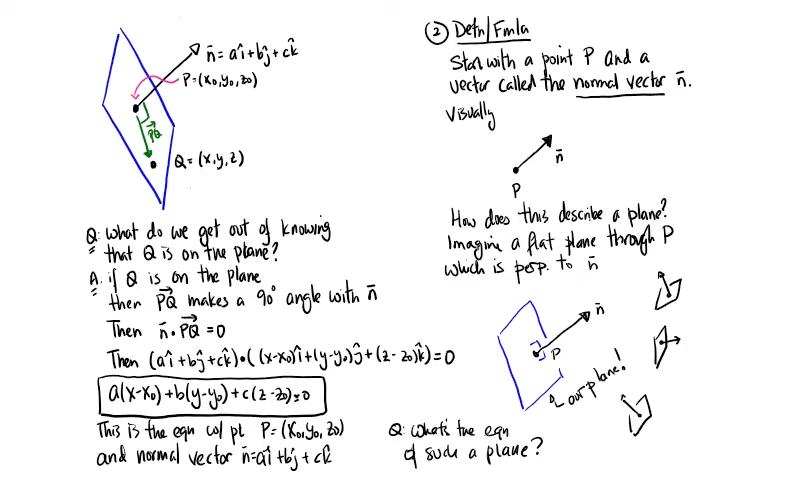 ② Defn/Fmla
Start with a point P and a
vector called the normal vector n̄.
Visually
n̄
P
How does this describe a plane?
Imagine a flat plane through P
which is perp. to n̄
n̄
P
our plane!
Q: What's the eqn
of such a plane?
n̄ = aî+bĵ+ck̂
P=(x₀,y₀,z₀)
PQ⃗
Q=(x,y,z)
Q: What do we get out of knowing
that Q is on the plane?
A: if Q is on the plane
then PQ⃗ makes a 90° angle with n̄
Then n̄·PQ⃗ =0
Then (aî+bĵ+ck̂)·((x-x₀)î+(y-y₀)ĵ+(z-z₀)k̂)=0
a(x-x₀)+b(y-y₀)+c(z-z₀)=0
This is the eqn w/ pt P=(x₀,y₀,z₀)
and normal vector n̄=aî+bĵ+ck̂